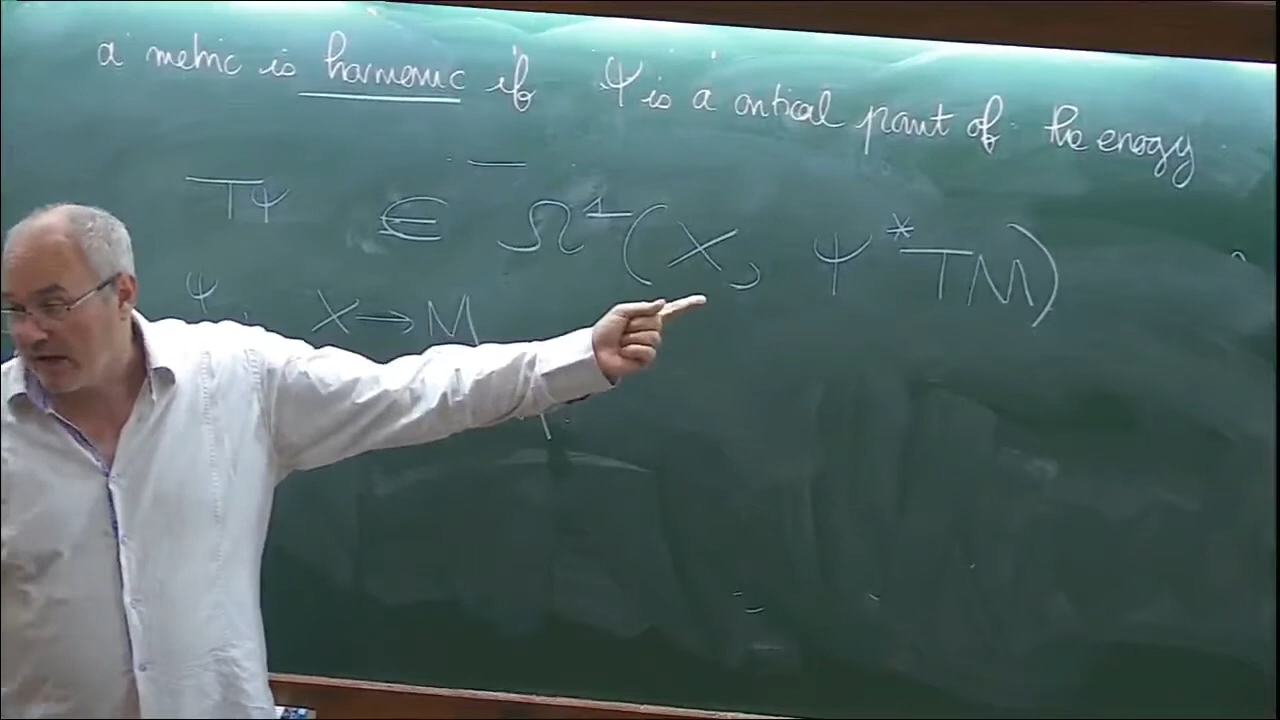 a metric is harmonic if Ψ is a critical point of the energy
TΨ ∈ Ω¹(X, Ψ*TM)
Ψ: X → M